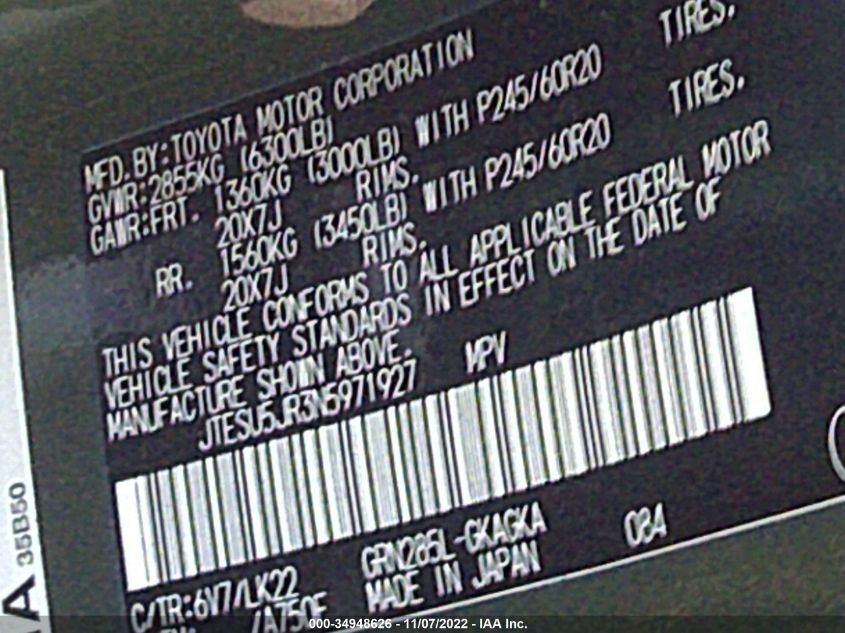 MFD. BY: TOYOTA MOTOR CORPORATION
GVWR: 2855KG (6300LB)
GAWR: FRT. 1360KG (3000LB) WITH P245/60R20 TIRES,
20X7J RIMS.
RR. 1560KG (3450LB) WITH P245/60R20 TIRES,
20X7J RIMS.
THIS VEHICLE CONFORMS TO ALL APPLICABLE FEDERAL MOTOR
VEHICLE SAFETY STANDARDS IN EFFECT ON THE DATE OF
MANUFACTURE SHOWN ABOVE.
JTESU5JR3N5971927 MPV
C/TR: 6V7/LK22 GRN285L-GKAGKA 084
/A750F MADE IN JAPAN
35B50
000-34948626 - 11/07/2022 - IAA Inc.